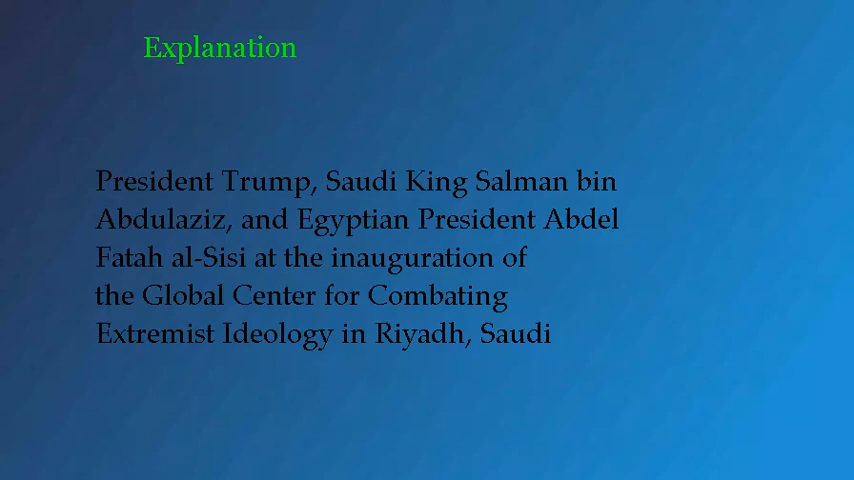 Explanation
President Trump, Saudi King Salman bin
Abdulaziz, and Egyptian President Abdel
Fatah al-Sisi at the inauguration of
the Global Center for Combating
Extremist Ideology in Riyadh, Saudi